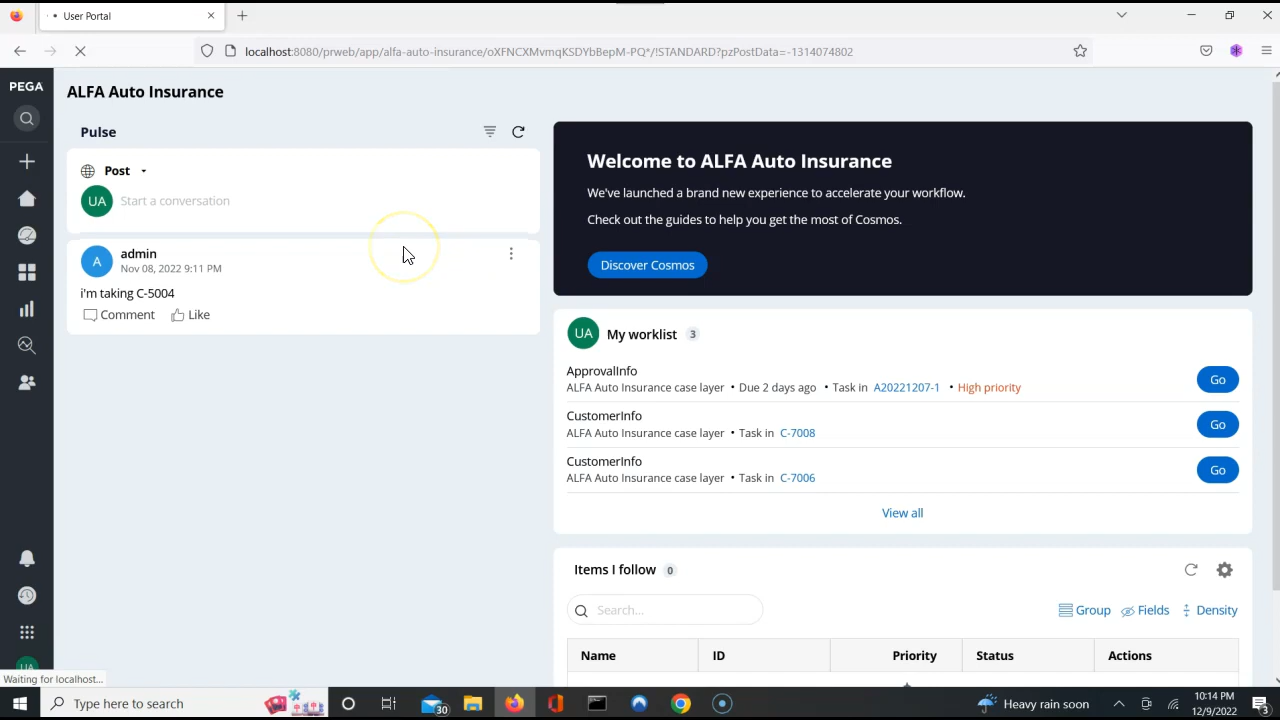 User Portal
localhost:8080/prweb/app/alfa-auto-insurance/oXFNCXMvmqKSDYbBepM-PQ*/!STANDARD?pzPostData=-1314074802
PEGA
ALFA Auto Insurance
Pulse
Post
UA
Start a conversation
A
admin
Nov 08, 2022 9:11 PM
i'm taking C-5004
Comment
Like
Welcome to ALFA Auto Insurance
We've launched a brand new experience to accelerate your workflow.
Check out the guides to help you get the most of Cosmos.
Discover Cosmos
UA
My worklist 3
ApprovalInfo
ALFA Auto Insurance case layer • Due 2 days ago • Task in A20221207-1 • High priority
Go
CustomerInfo
ALFA Auto Insurance case layer • Task in C-7008
Go
CustomerInfo
ALFA Auto Insurance case layer • Task in C-7006
Go
View all
Items I follow 0
Search...
Group
Fields
Density
Name
ID
Priority
Status
Actions
UA
Waiting for localhost...
Type here to search
30
Heavy rain soon
10:14 PM
12/9/2022
3